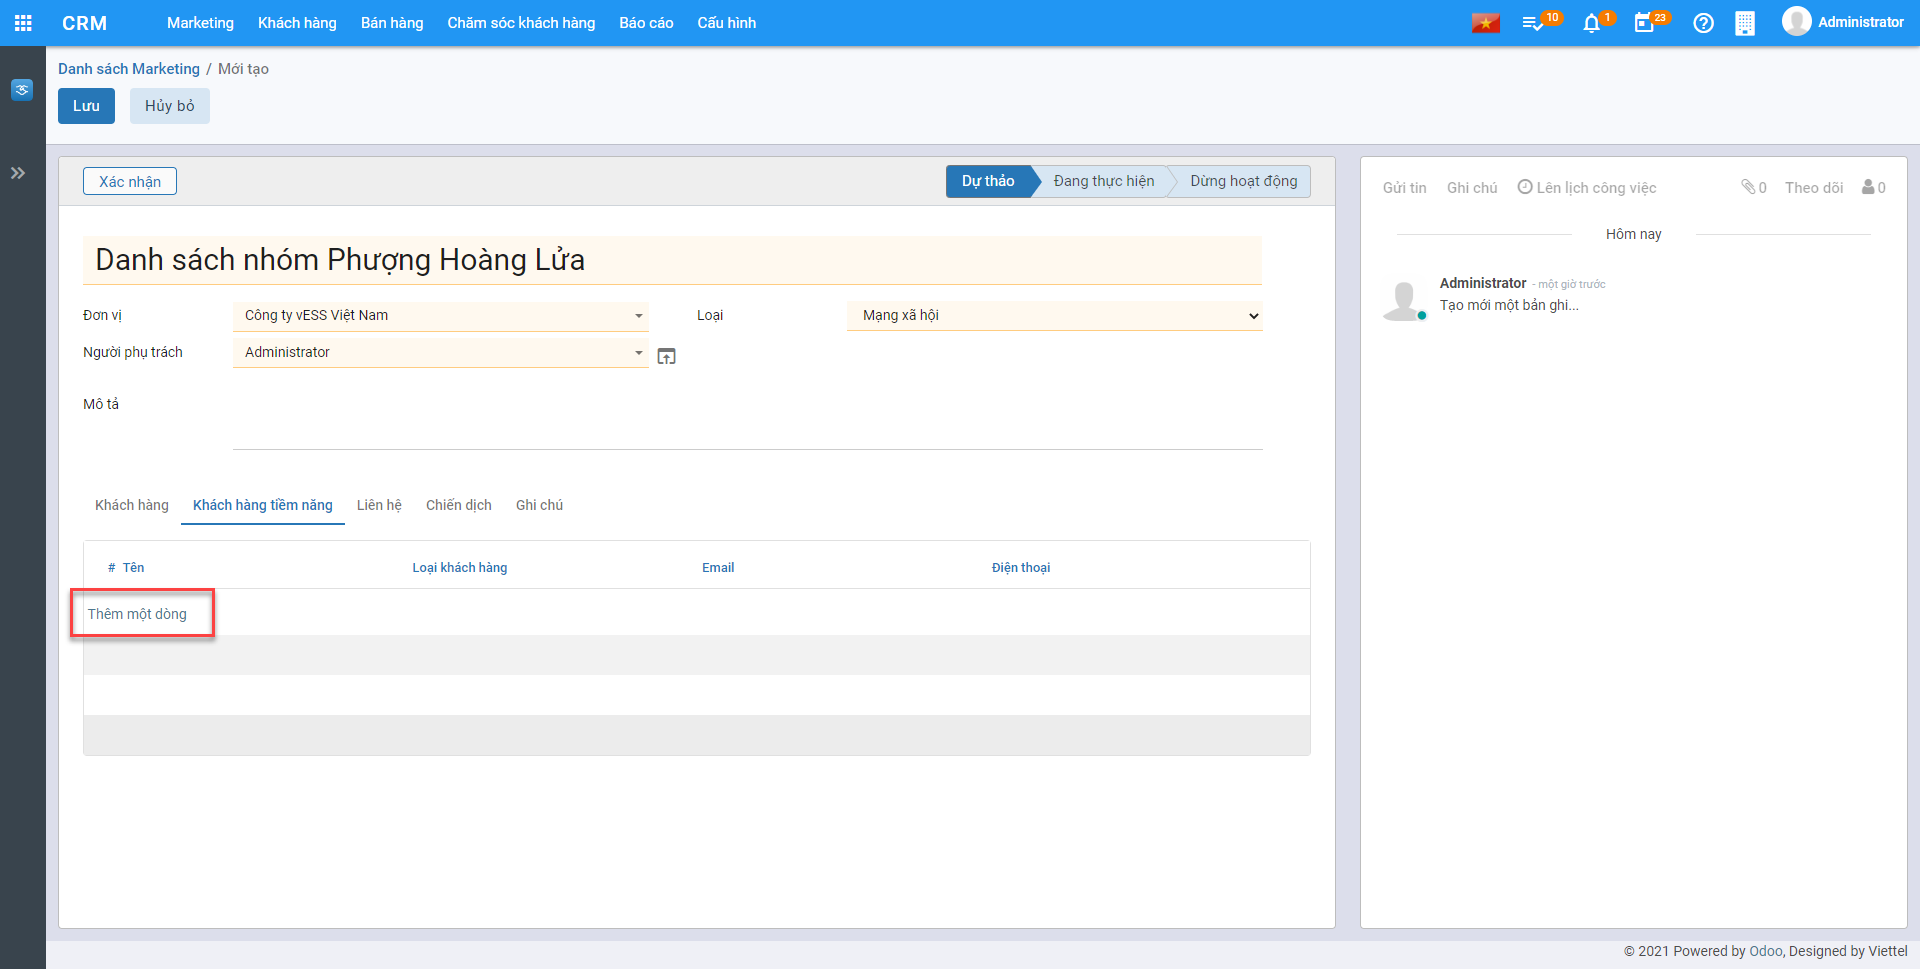 CRM Marketing Khách hàng Bán hàng Chăm sóc khách hàng Báo cáo Cấu hình 10 1 23 Administrator
Danh sách Marketing / Mới tạo
Lưu Hủy bỏ
Xác nhận Dự thảo Đang thực hiện Dừng hoạt động
Danh sách nhóm Phượng Hoàng Lửa
Đơn vị Công ty vESS Việt Nam Loại Mạng xã hội
Người phụ trách Administrator
Mô tả
Khách hàng Khách hàng tiềm năng Liên hệ Chiến dịch Ghi chú
# Tên Loại khách hàng Email Điện thoại
Thêm một dòng
Gửi tin Ghi chú Lên lịch công việc 0 Theo dõi 0
Hôm nay
Administrator - một giờ trước
Tạo mới một bản ghi...
© 2021 Powered by Odoo, Designed by Viettel